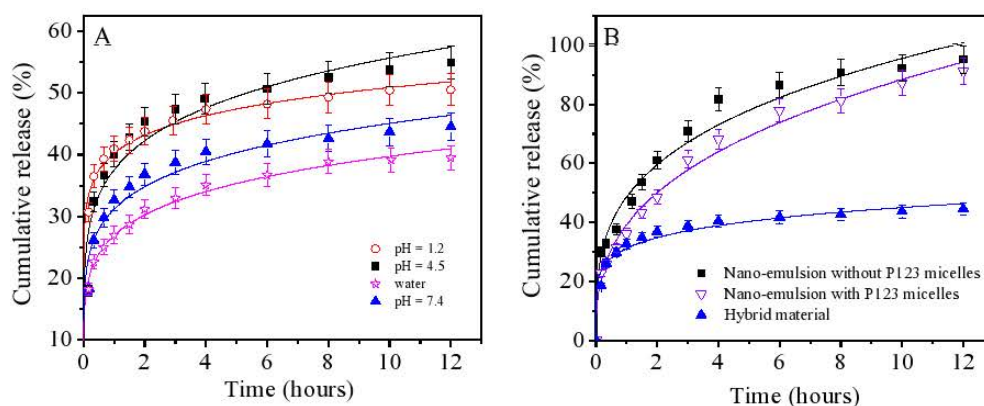 A
Cumulative release (%)
60
50
40
30
20
10
pH = 1.2
pH = 4.5
water
pH = 7.4
0 2 4 6 8 10 12
Time (hours)
B
Cumulative release (%)
100
80
60
40
20
0
Nano-emulsion without P123 micelles
Nano-emulsion with P123 micelles
Hybrid material
0 2 4 6 8 10 12
Time (hours)